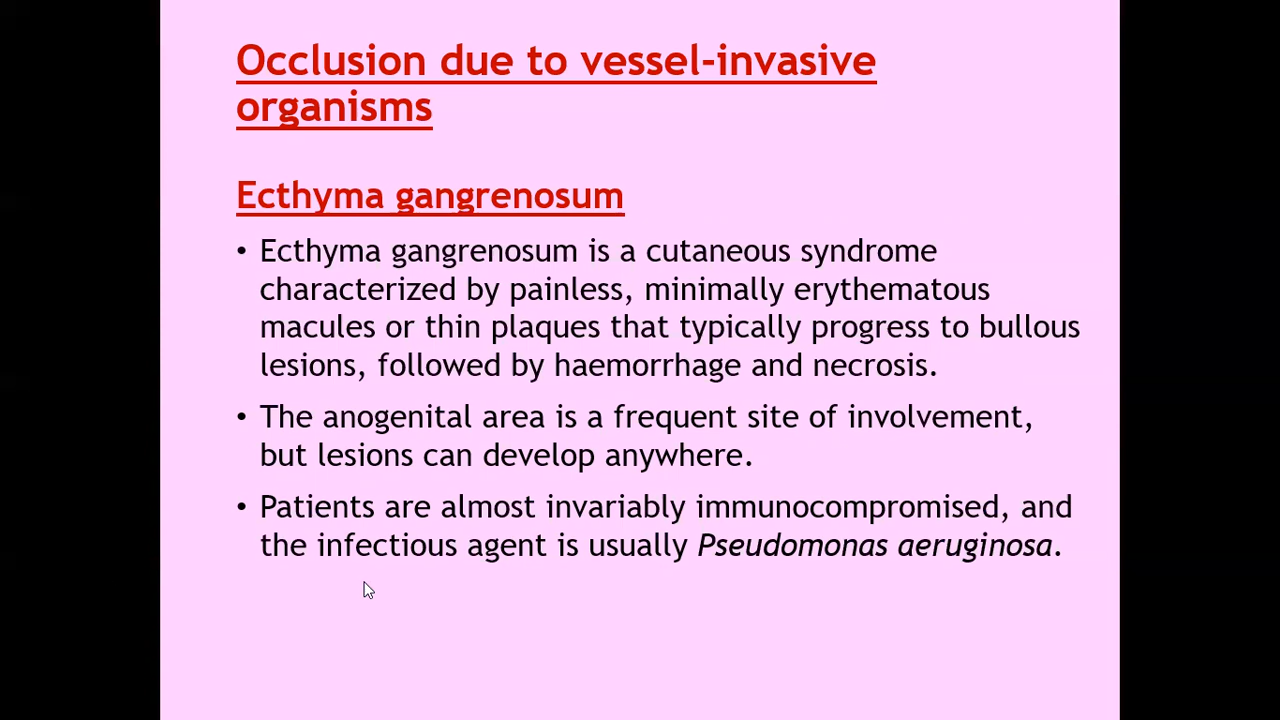 Occlusion due to vessel-invasive
organisms
Ecthyma gangrenosum
• Ecthyma gangrenosum is a cutaneous syndrome
characterized by painless, minimally erythematous
macules or thin plaques that typically progress to bullous
lesions, followed by haemorrhage and necrosis.
• The anogenital area is a frequent site of involvement,
but lesions can develop anywhere.
• Patients are almost invariably immunocompromised, and
the infectious agent is usually Pseudomonas aeruginosa.